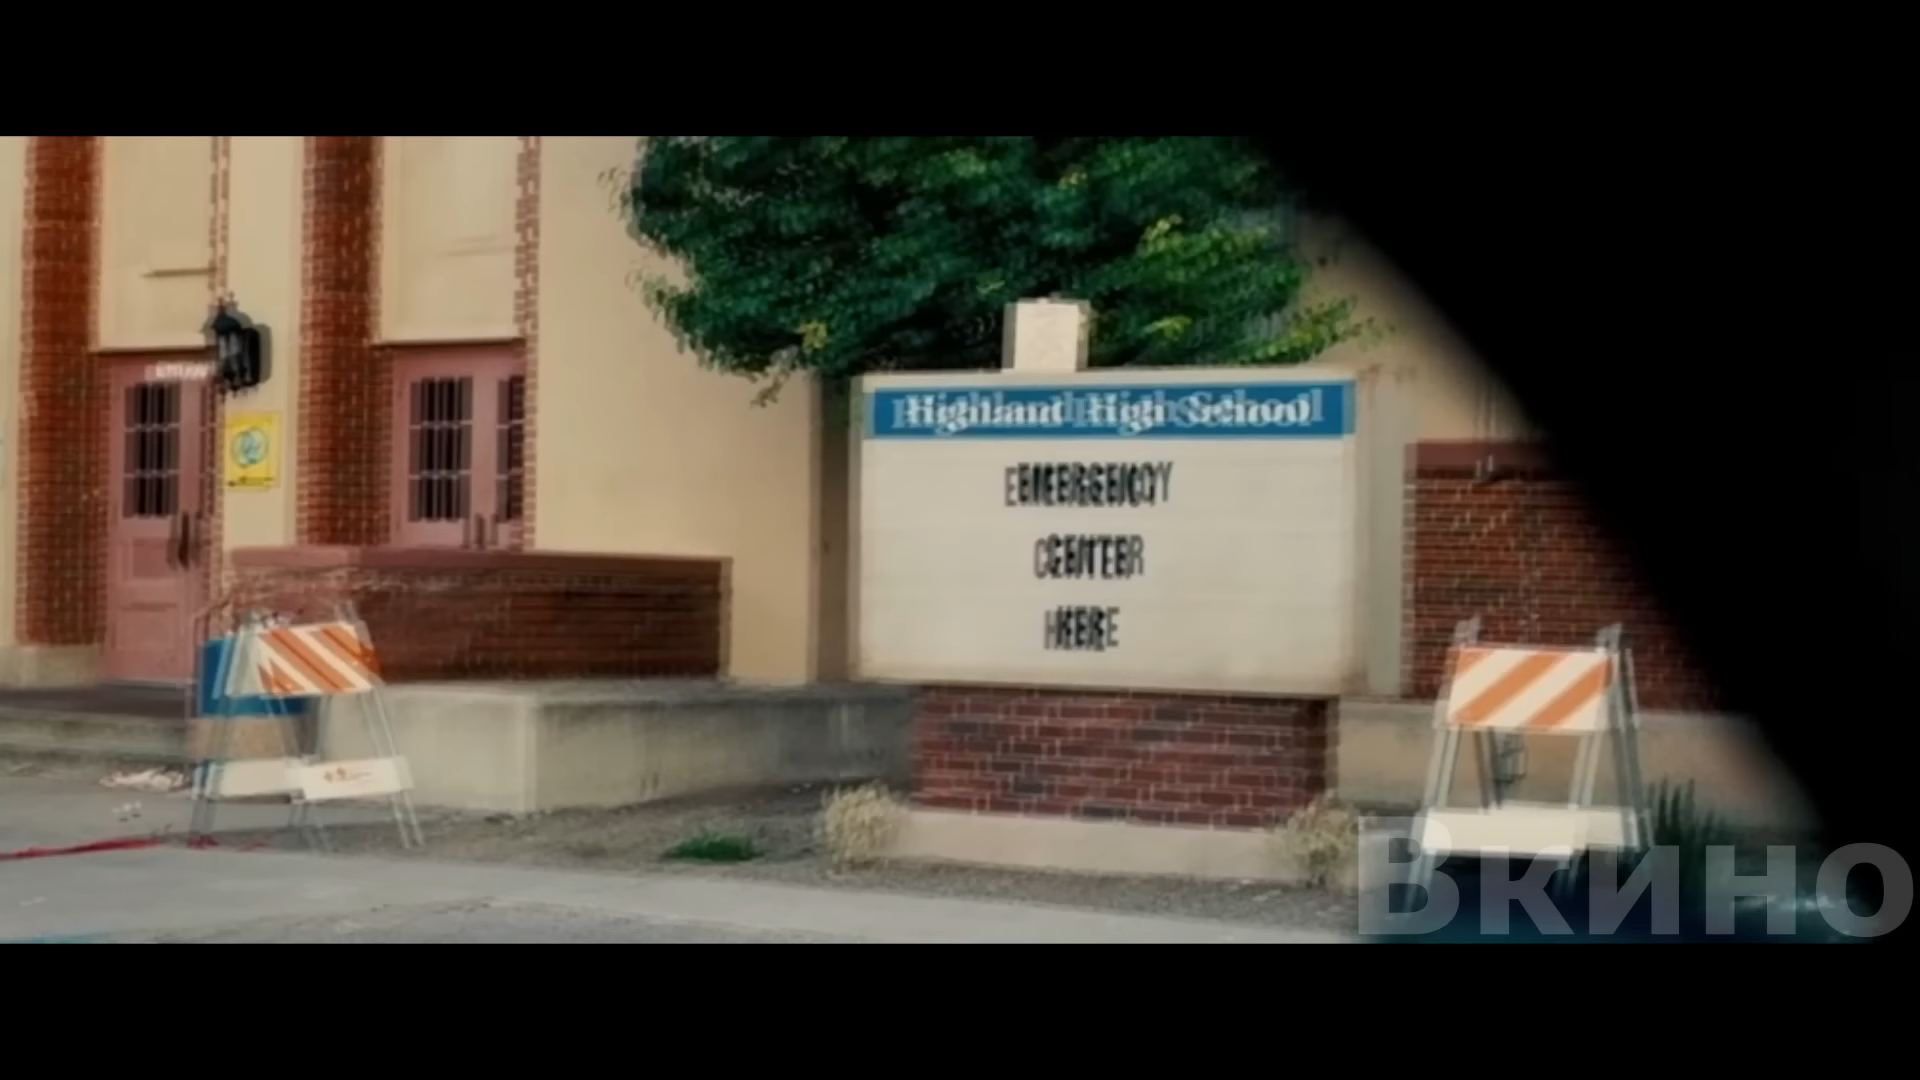 Highland High School
EMERGENCY
CENTER
HERE
Вкино